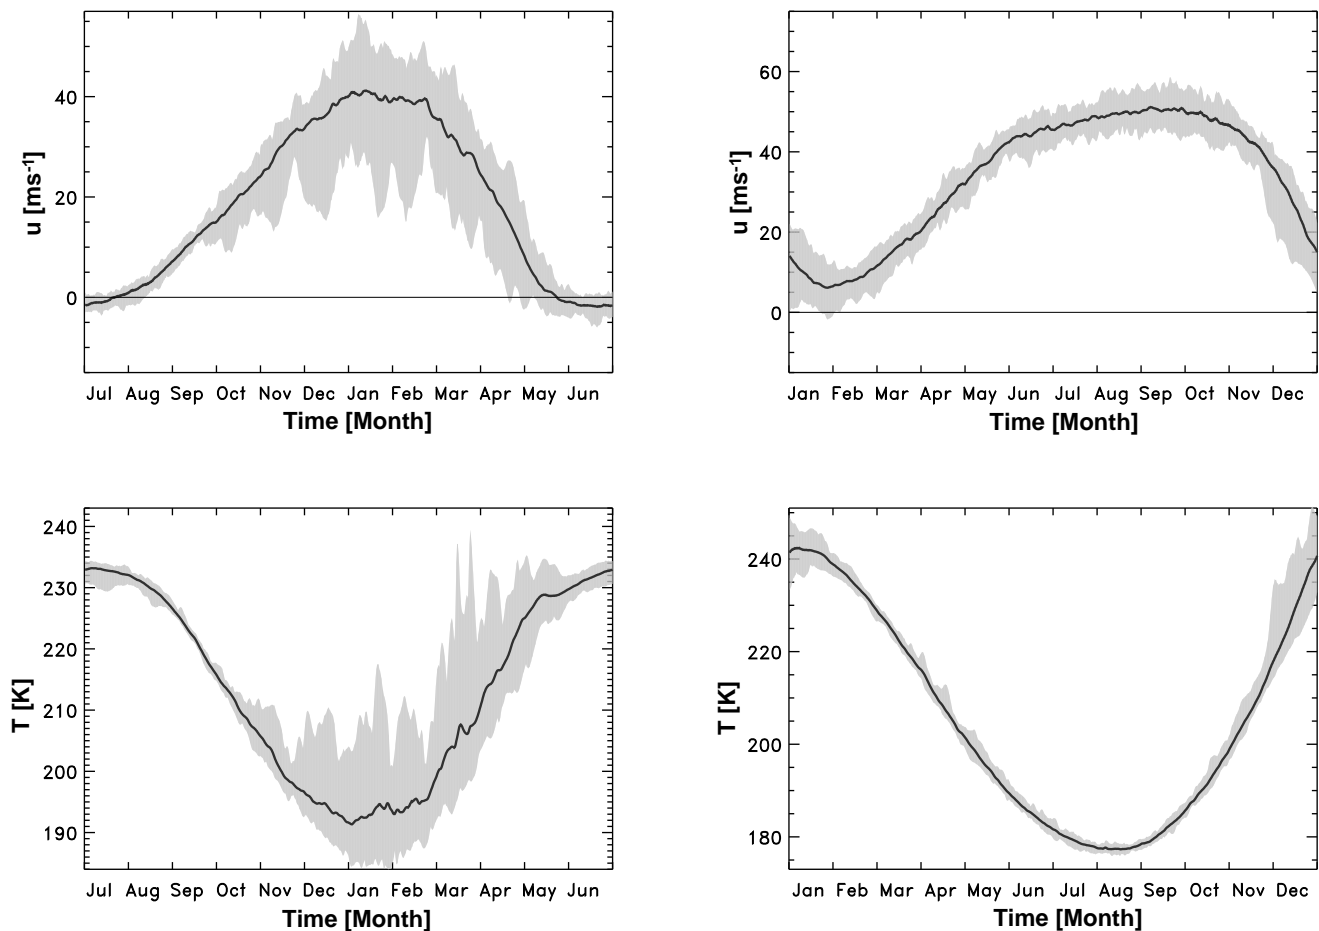 u [ms-1]
40
20
0
Jul Aug Sep Oct Nov Dec Jan Feb Mar Apr May Jun
Time [Month]
u [ms-1]
60
40
20
0
Jan Feb Mar Apr May Jun Jul Aug Sep Oct Nov Dec
Time [Month]
T [K]
240
230
220
210
200
190
Jul Aug Sep Oct Nov Dec Jan Feb Mar Apr May Jun
Time [Month]
T [K]
240
220
200
180
Jan Feb Mar Apr May Jun Jul Aug Sep Oct Nov Dec
Time [Month]